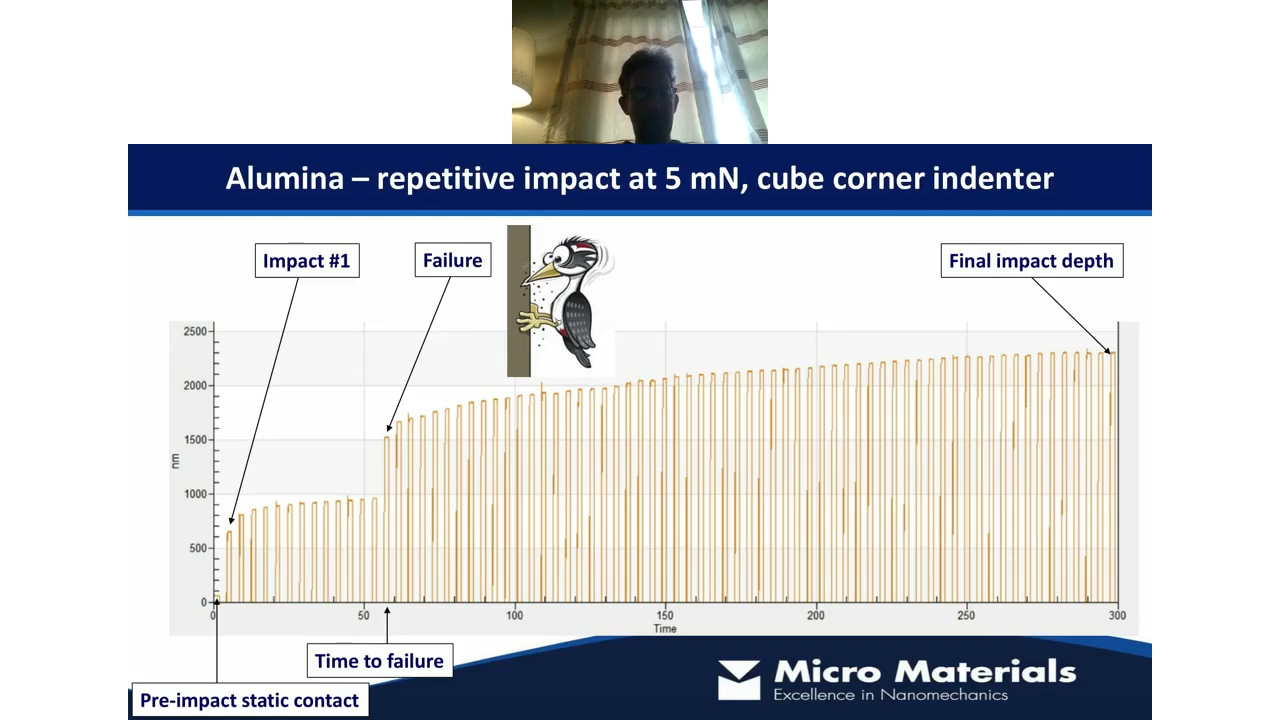 Alumina – repetitive impact at 5 mN, cube corner indenter
Impact #1
Failure
Final impact depth
2500
2000
1500
1000
500
0
nm
0 50 100 150 200 250 300
Time
Time to failure
Pre-impact static contact
Micro Materials
Excellence in Nanomechanics